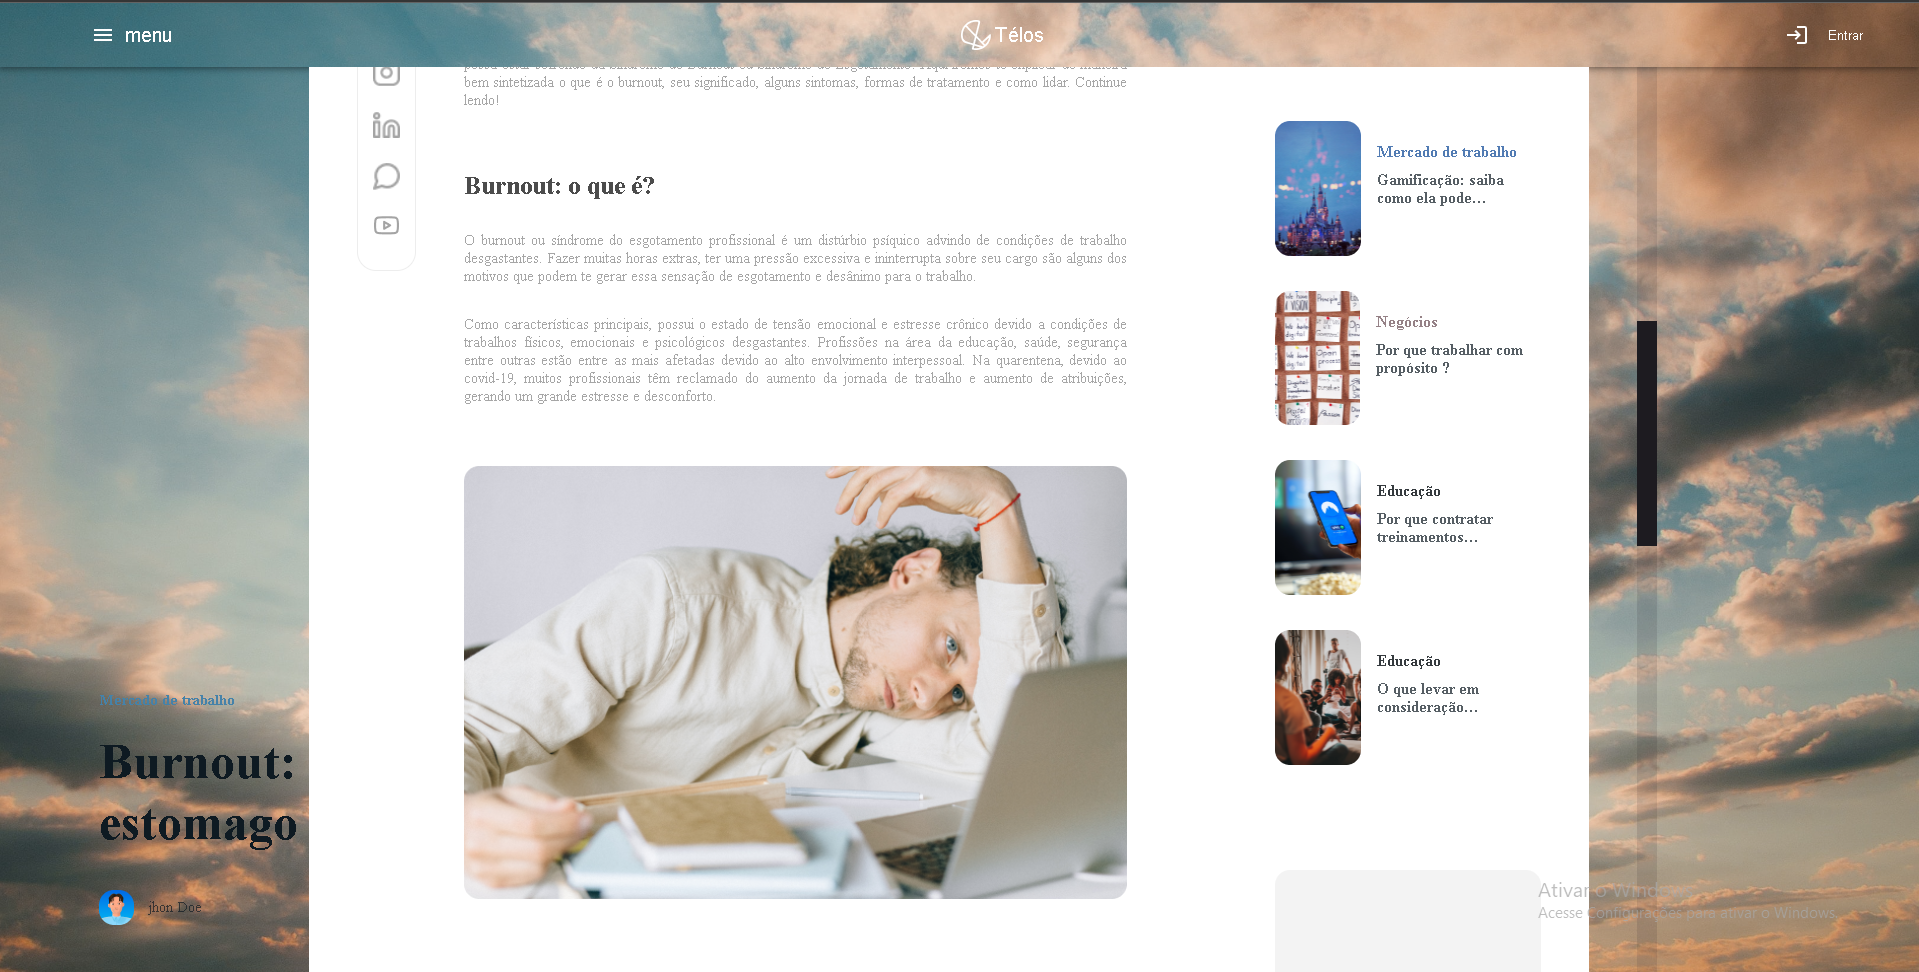 menu
Télos
Entrar
bem sintetizada o que é o burnout, seu significado, alguns sintomas, formas de tratamento e como lidar. Continue
lendo!
Burnout: o que é?
O burnout ou síndrome do esgotamento profissional é um distúrbio psíquico advindo de condições de trabalho
desgastantes. Fazer muitas horas extras, ter uma pressão excessiva e ininterrupta sobre seu cargo são alguns dos
motivos que podem te gerar essa sensação de esgotamento e desânimo para o trabalho.
Como características principais, possui o estado de tensão emocional e estresse crônico devido a condições de
trabalhos físicos, emocionais e psicológicos desgastantes. Profissões na área da educação, saúde, segurança
entre outras estão entre as mais afetadas devido ao alto envolvimento interpessoal. Na quarentena, devido ao
covid-19, muitos profissionais têm reclamado do aumento da jornada de trabalho e aumento de atribuições,
gerando um grande estresse e desconforto.
Mercado de trabalho
Gamificação: saiba
como ela pode...
Negócios
Por que trabalhar com
propósito ?
Educação
Por que contratar
treinamentos...
Educação
O que levar em
consideração...
Mercado de trabalho
Burnout:
estomago
jhon Doe
Ativar o Windows
Acesse Configurações para ativar o Windows.